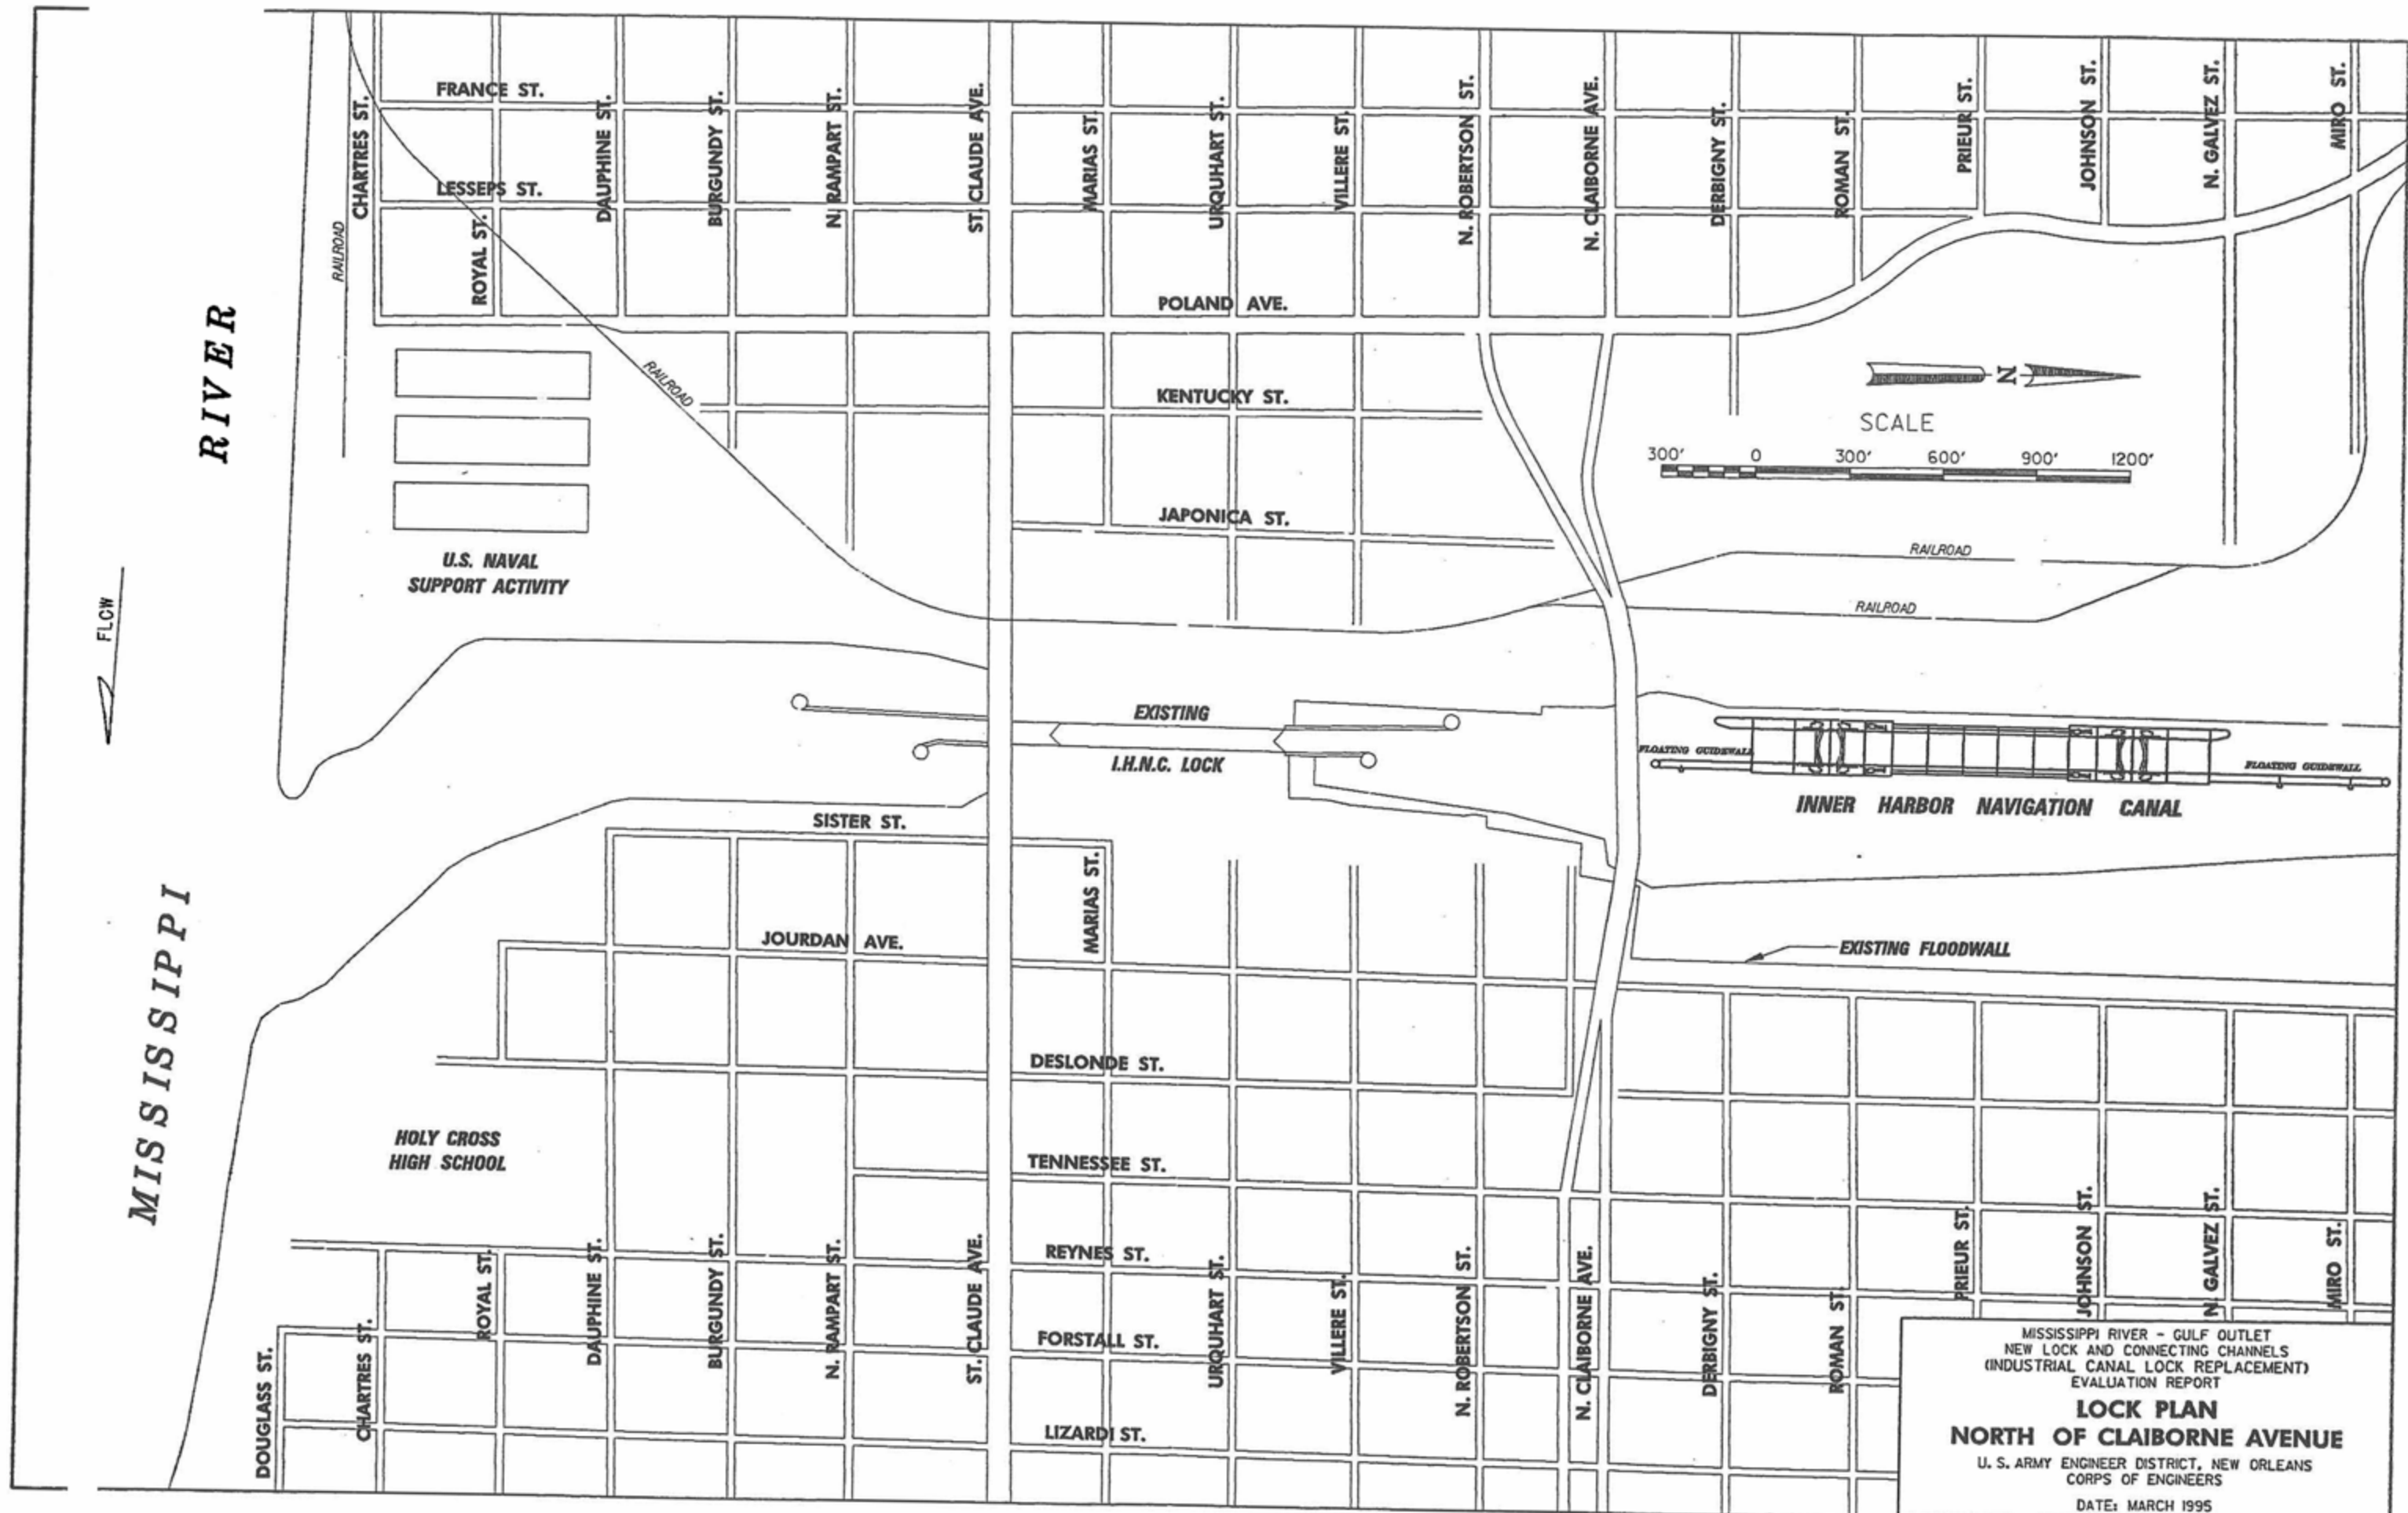 FRANCE ST.
LESSEPS ST.
CHARTRES ST.
ROYAL ST.
DAUPHINE ST.
BURGUNDY ST.
N. RAMPART ST.
ST. CLAUDE AVE.
MARIAS ST.
URQUHART ST.
VILLERE ST.
N. ROBERTSON ST.
N. CLAIBORNE AVE.
DERBIGNY ST.
ROMAN ST.
PRIEUR ST.
JOHNSON ST.
N. GALVEZ ST.
MIRO ST.
RAILROAD
POLAND AVE.
RAILROAD
KENTUCKY ST.
JAPONICA ST.
N
SCALE
300' 0 300' 600' 900' 1200'
RAILROAD
RAILROAD
U.S. NAVAL
SUPPORT ACTIVITY
FLOW
MISSISSIPPI RIVER
EXISTING
I.H.N.C. LOCK
FLOATING GUIDEWALL
FLOATING GUIDEWALL
INNER HARBOR NAVIGATION CANAL
SISTER ST.
MARIAS ST.
JOURDAN AVE.
EXISTING FLOODWALL
DESLONDE ST.
HOLY CROSS
HIGH SCHOOL
TENNESSEE ST.
REYNES ST.
FORSTALL ST.
LIZARDI ST.
DOUGLASS ST.
CHARTRES ST.
ROYAL ST.
DAUPHINE ST.
BURGUNDY ST.
N. RAMPART ST.
ST. CLAUDE AVE.
URQUHART ST.
VILLERE ST.
N. ROBERTSON ST.
N. CLAIBORNE AVE.
DERBIGNY ST.
ROMAN ST.
PRIEUR ST.
JOHNSON ST.
N. GALVEZ ST.
MIRO ST.
MISSISSIPPI RIVER - GULF OUTLET
NEW LOCK AND CONNECTING CHANNELS
(INDUSTRIAL CANAL LOCK REPLACEMENT)
EVALUATION REPORT
LOCK PLAN
NORTH OF CLAIBORNE AVENUE
U. S. ARMY ENGINEER DISTRICT, NEW ORLEANS
CORPS OF ENGINEERS
DATE: MARCH 1995